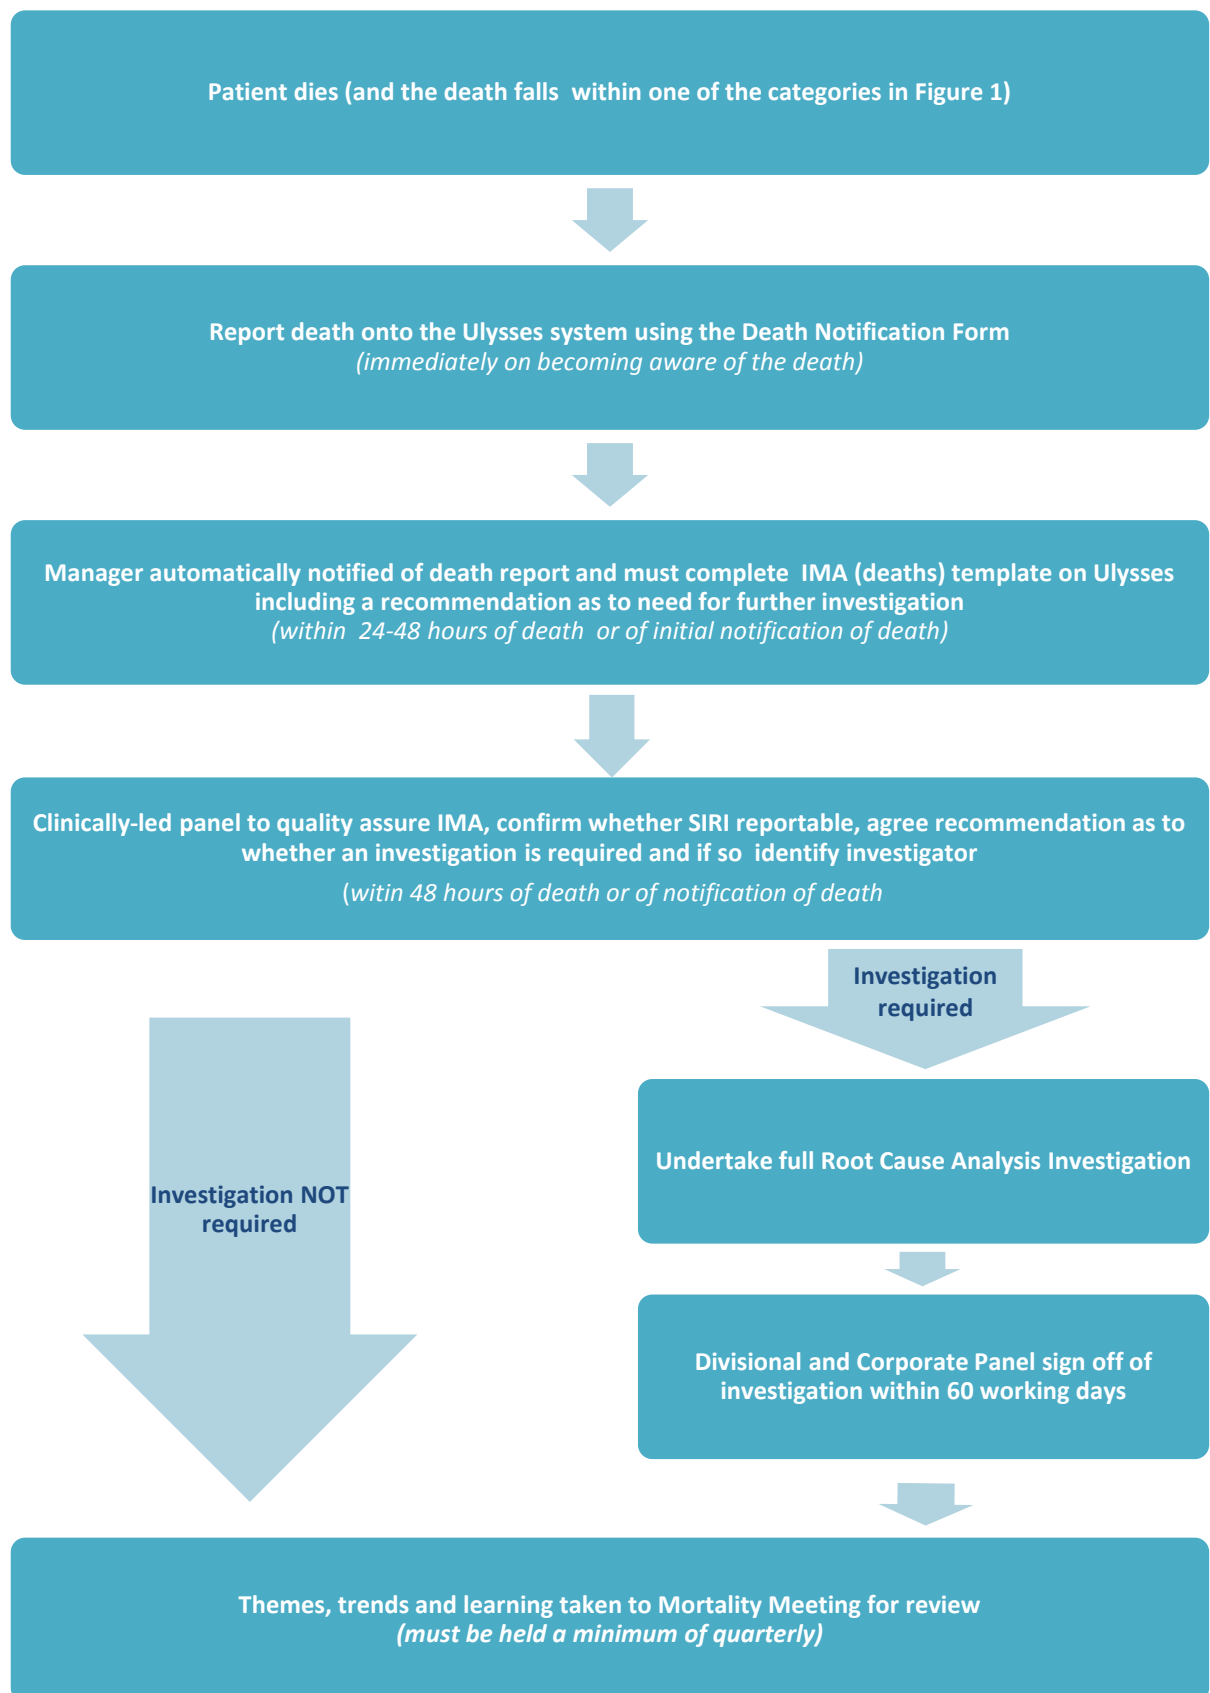 Patient dies (and the death falls within one of the categories in Figure 1)
Report death onto the Ulysses system using the Death Notification Form
(immediately on becoming aware of the death)
Manager automatically notified of death report and must complete IMA (deaths) template on Ulysses
including a recommendation as to need for further investigation
(within 24-48 hours of death or of initial notification of death)
Clinically-led panel to quality assure IMA, confirm whether SIRI reportable, agree recommendation as to
whether an investigation is required and if so identify investigator
(witin 48 hours of death or of notification of death
Investigation
required
Undertake full Root Cause Analysis Investigation
Investigation NOT
required
Divisional and Corporate Panel sign off of
investigation within 60 working days
Themes, trends and learning taken to Mortality Meeting for review
(must be held a minimum of quarterly)